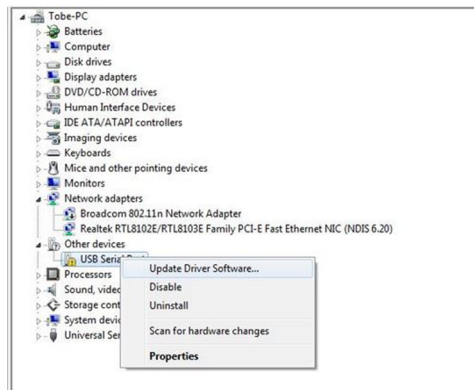 Tobe-PC
Batteries
Computer
Disk drives
Display adapters
DVD/CD-ROM drives
Human Interface Devices
IDE ATA/ATAPI controllers
Imaging devices
Keyboards
Mice and other pointing devices
Monitors
Network adapters
Broadcom 802.11n Network Adapter
Realtek RTL8102E/RTL8103E Family PCI-E Fast Ethernet NIC (NDIS 6.20)
Other devices
USB Serial
Update Driver Software...
Processors
Disable
Sound, video
Uninstall
Storage cont
Scan for hardware changes
System devic
Universal Ser
Properties